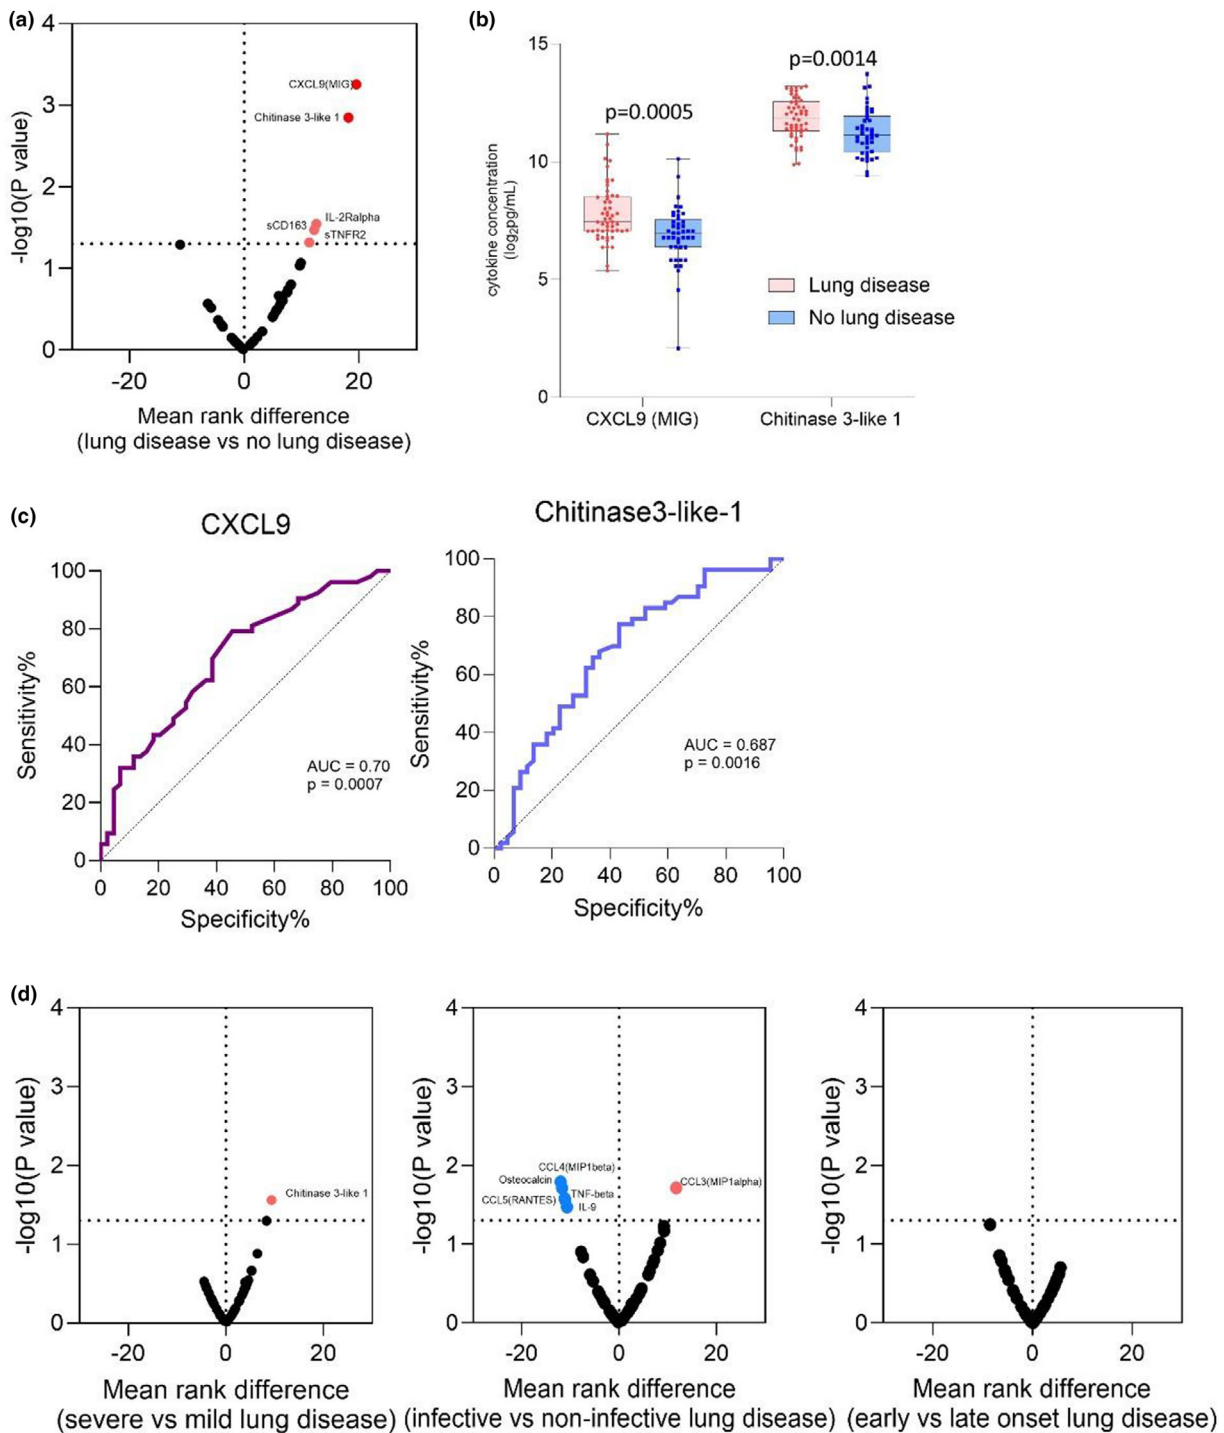 (a)
4
3
2
1
0
-log10(P value)
CXCL9(MIG)
Chitinase 3-like 1
IL-2Ralpha
sCD163
sTNFR2
-20
0
20
Mean rank difference
(lung disease vs no lung disease)
(b)
15
10
5
0
cytokine concentration
(log₂pg/mL)
p=0.0005
p=0.0014
Lung disease
No lung disease
CXCL9 (MIG)
Chitinase 3-like 1
(c)
CXCL9
100
80
60
40
20
0
Sensitivity%
AUC = 0.70
p = 0.0007
0
20
40
60
80
100
Specificity%
Chitinase3-like-1
100
80
60
40
20
0
Sensitivity%
AUC = 0.687
p = 0.0016
0
20
40
60
80
100
Specificity%
(d)
4
3
2
1
0
-log10(P value)
Chitinase 3-like 1
-20
0
20
Mean rank difference
(severe vs mild lung disease)
4
3
2
1
0
-log10(P value)
CCL4(MIP1beta)
Osteocalcin
CCL3(MIP1alpha)
TNF-beta
CCL5(RANTES)
IL-9
-20
0
20
Mean rank difference
(infective vs non-infective lung disease)
4
3
2
1
0
-log10(P value)
-20
0
20
Mean rank difference
(early vs late onset lung disease)